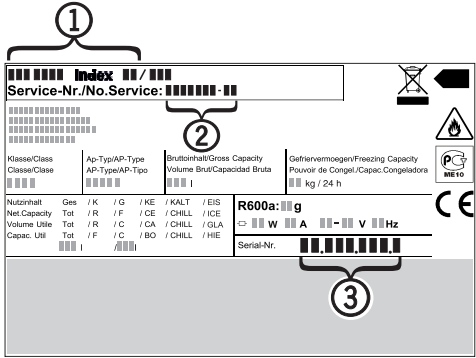 1
Index /
Service-Nr./No.Service: -
2
Klasse/Class
Classe/Clase
Ap-Typ/AP-Type
AP-Type/AP-Tipo
Bruttoinhalt/Gross Capacity
Volume Brut/Capacidad Bruta
l
Gefriervermoegen/Freezing Capacity
Pouvoir de Congel./Capac.Congeladora
kg / 24 h
PG
ME10
Nutzinhalt Ges / K / G / KE / KALT / EIS
Net.Capacity Tot / R / F / CE / CHILL / ICE
Volume Utile Tot / R / C / CA / CHILL / GLA
Capac. Util Tot / F / C / BO / CHILL / HIE
l / l
R600a: g
W A - V Hz
CE
Serial-Nr. . . .
3